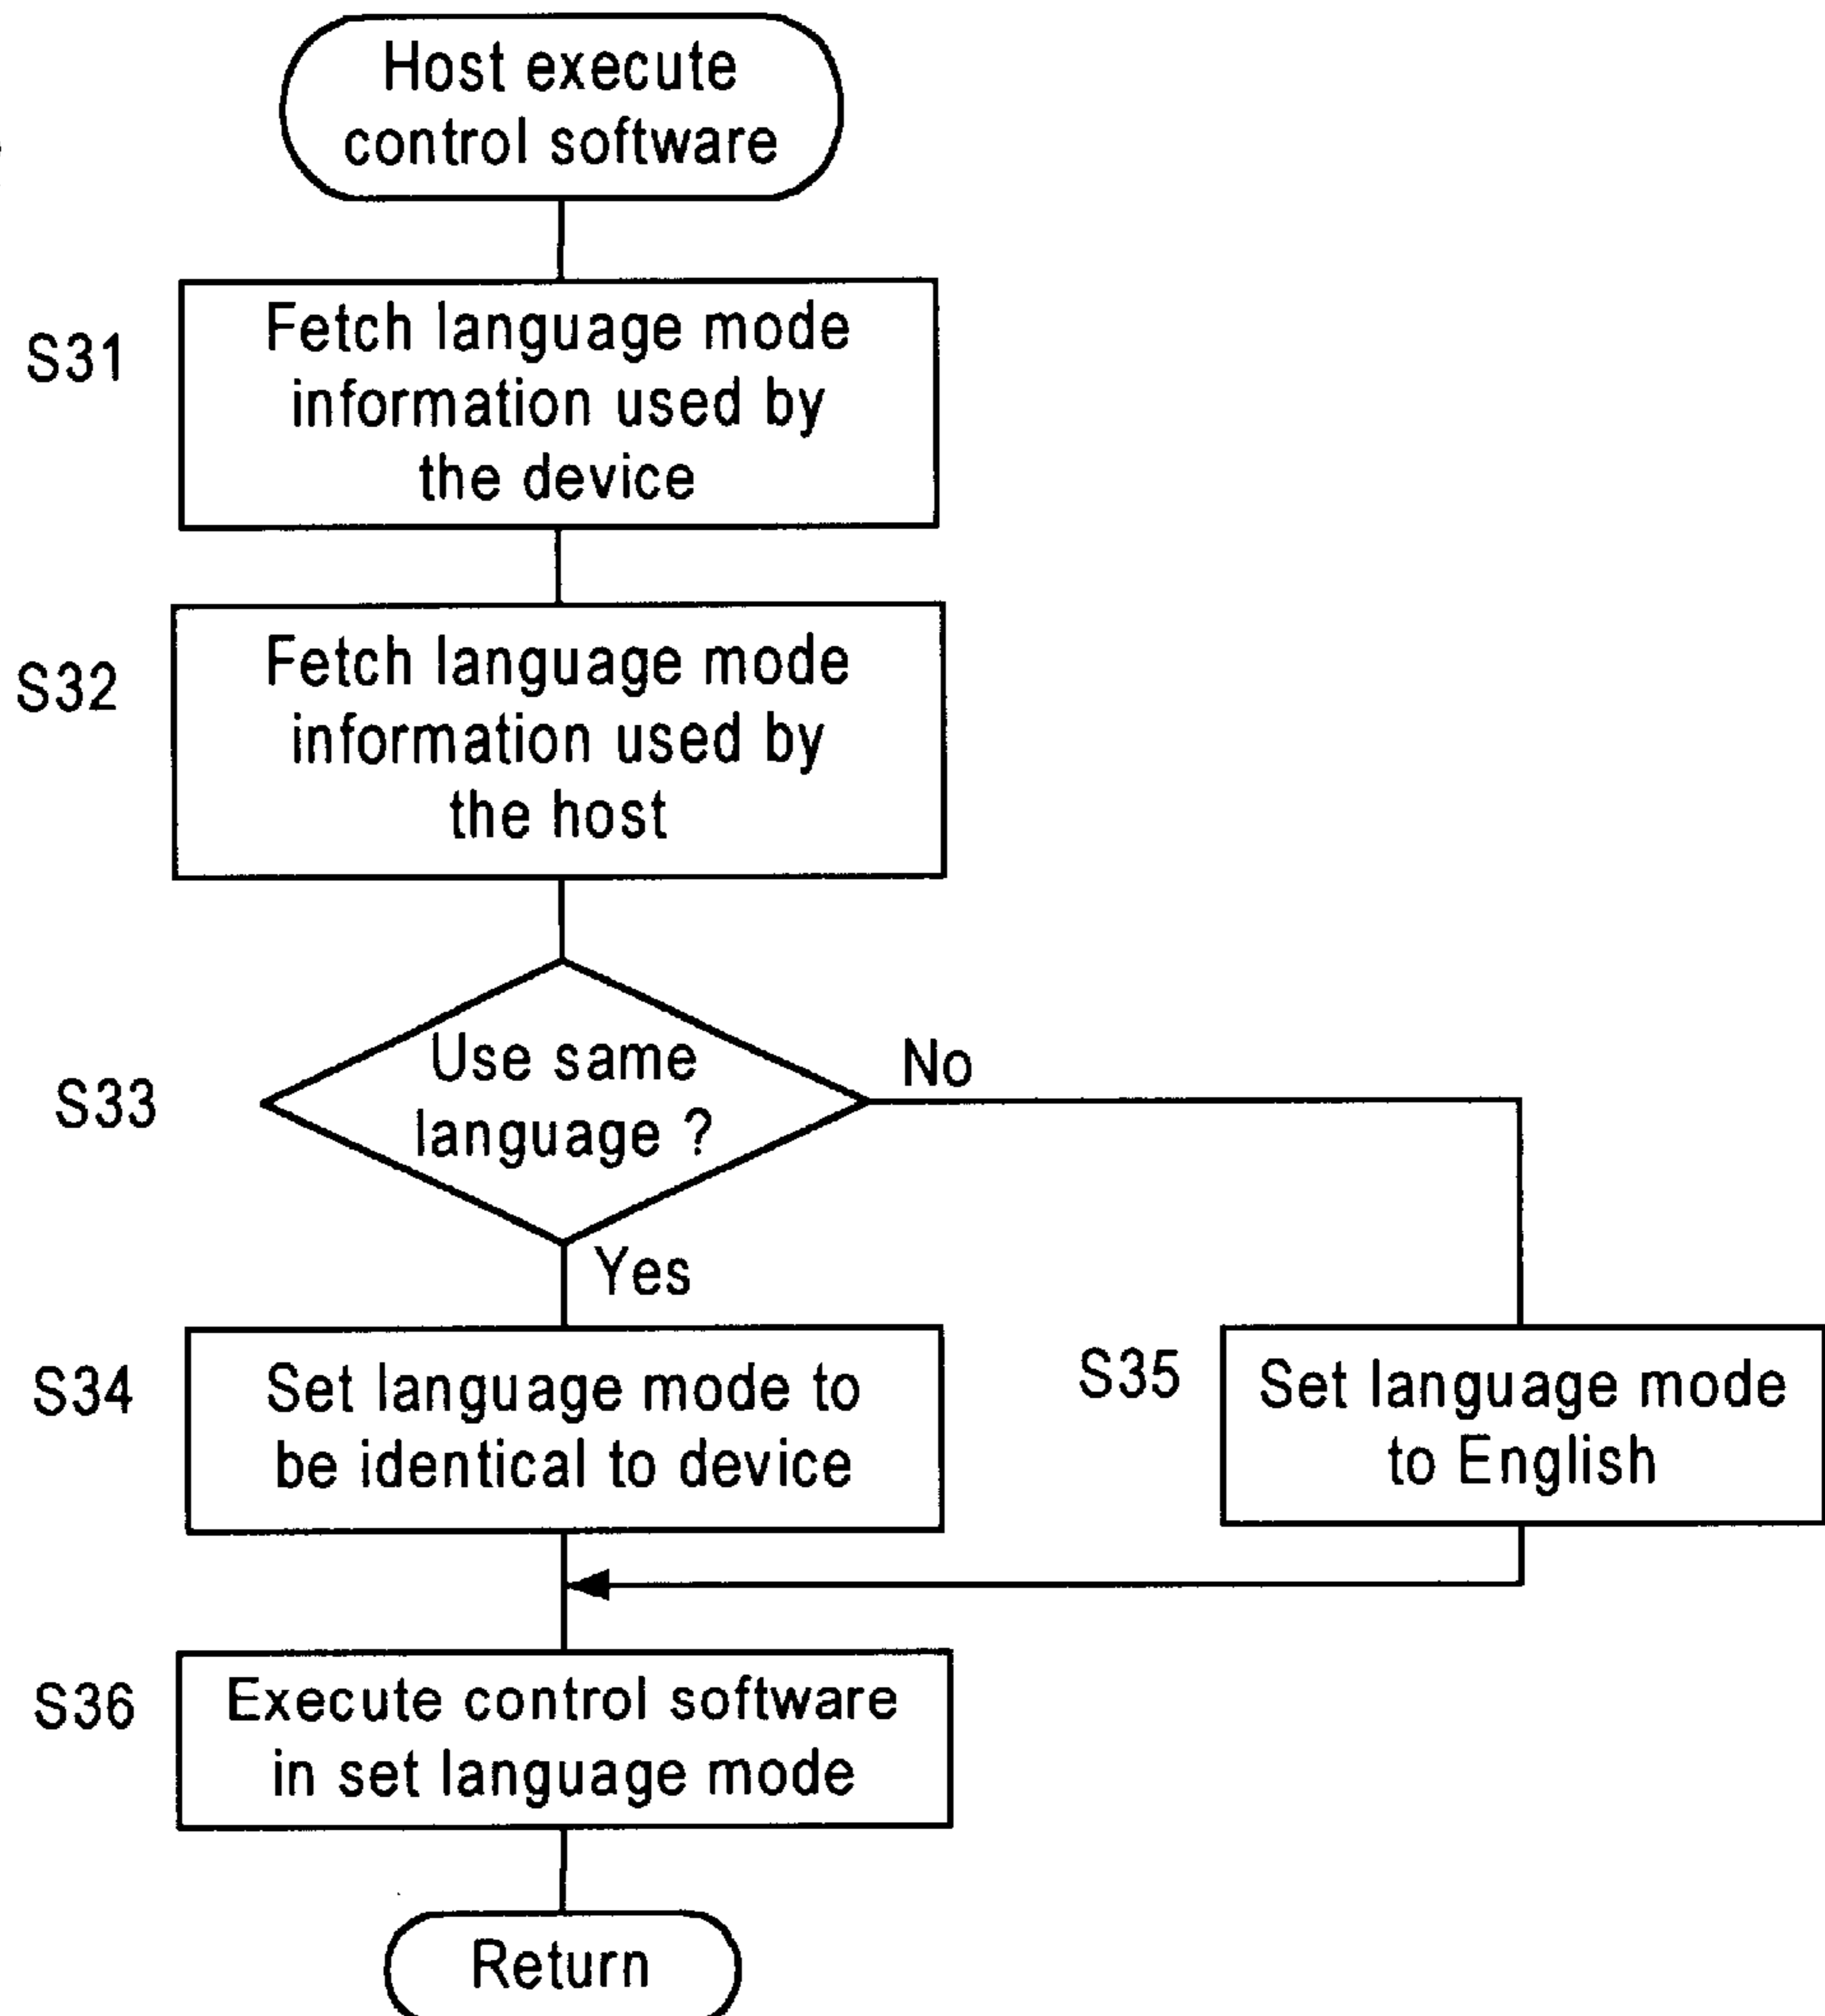 Host execute
control software
S31
Fetch language mode
information used by
the device
S32
Fetch language mode
information used by
the host
S33
Use same
language ?
No
Yes
S34
Set language mode to
be identical to device
S35
Set language mode
to English
S36
Execute control software
in set language mode
Return